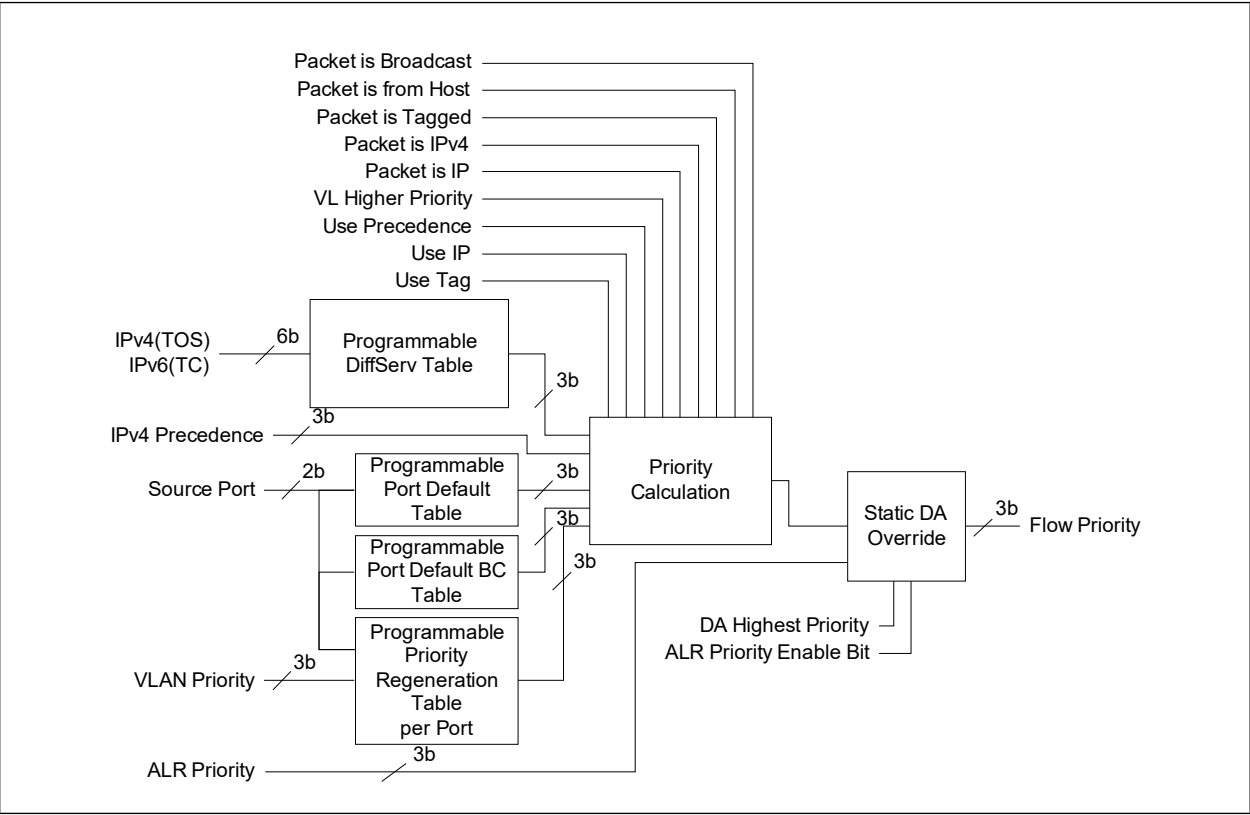 Packet is Broadcast
Packet is from Host
Packet is Tagged
Packet is IPv4
Packet is IP
VL Higher Priority
Use Precedence
Use IP
Use Tag
IPv4(TOS)
IPv6(TC)
6b
Programmable
DiffServ Table
3b
IPv4 Precedence
3b
Source Port
2b
Programmable
Port Default
Table
3b
Programmable
Port Default BC
Table
3b
VLAN Priority
3b
Programmable
Priority
Regeneration
Table
per Port
3b
ALR Priority
3b
Priority
Calculation
Static DA
Override
3b
Flow Priority
DA Highest Priority
ALR Priority Enable Bit